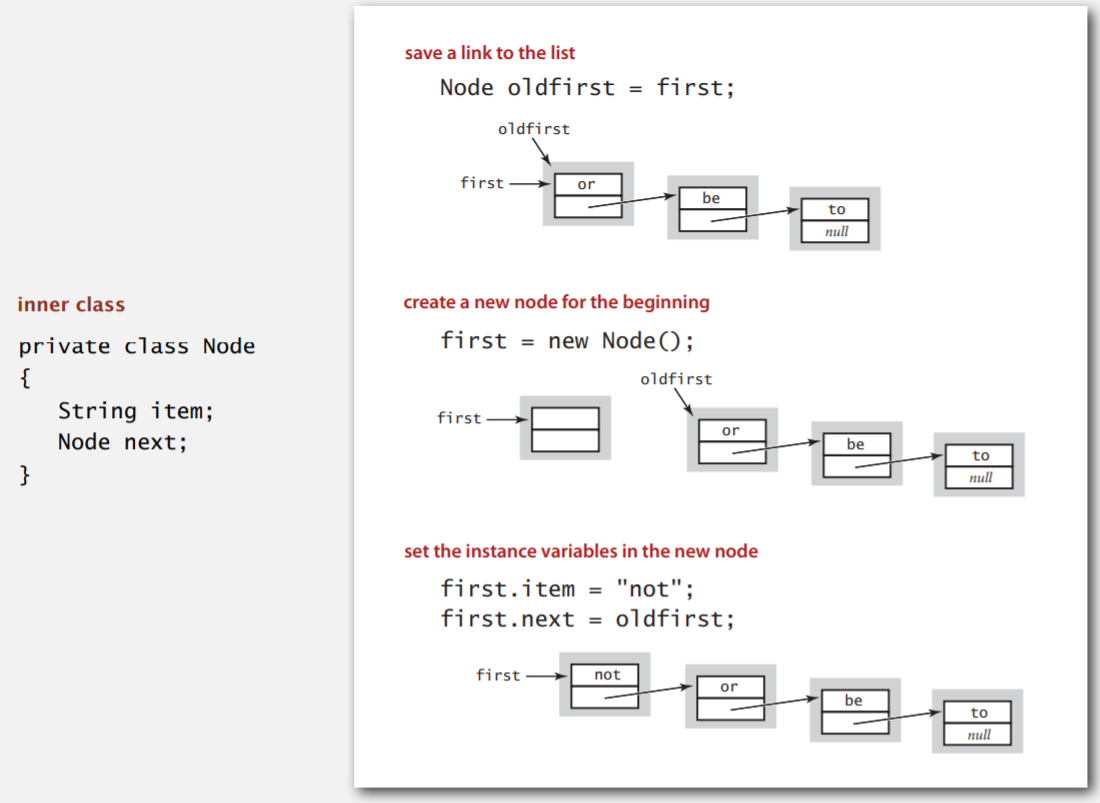 inner class
private class Node
{
String item;
Node next;
}
save a link to the list
Node oldfirst = first;
oldfirst
first
or
be
to
null
create a new node for the beginning
first = new Node();
oldfirst
first
or
be
to
null
set the instance variables in the new node
first.item = "not";
first.next = oldfirst;
first
not
or
be
to
null